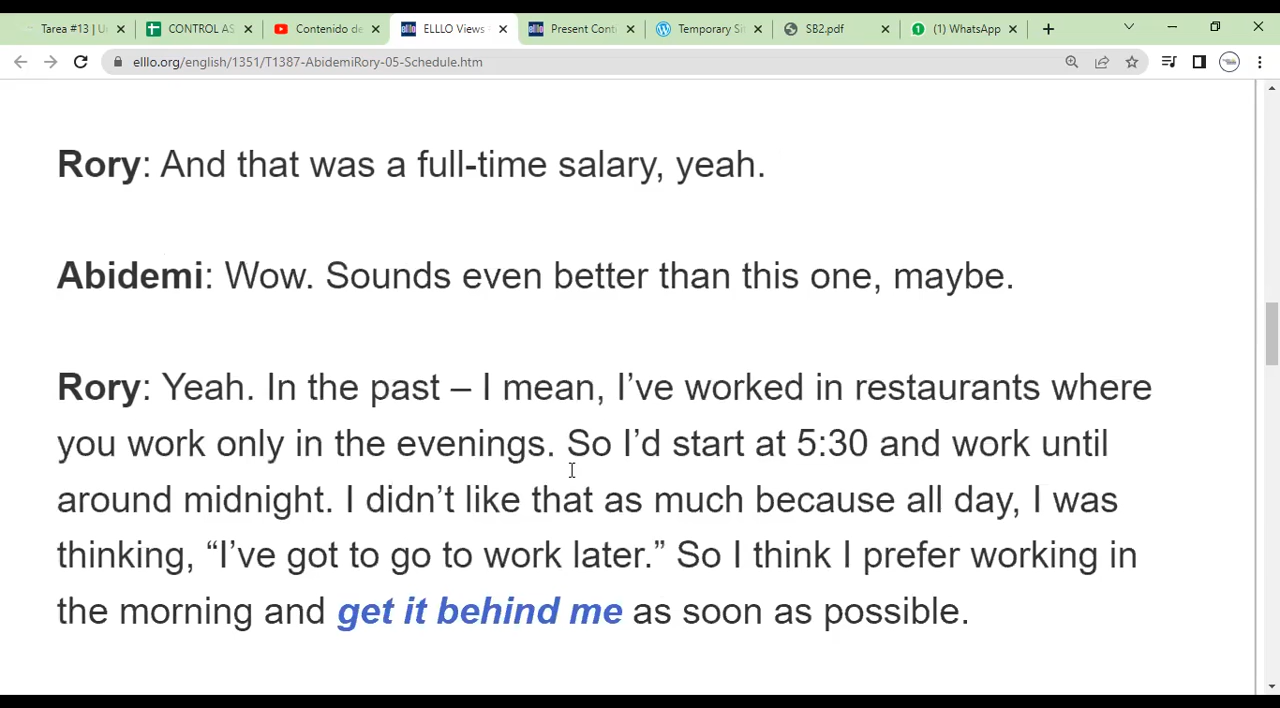 Tarea #13 | U
CONTROL AS
Contenido de
ELLLO Views
Present Cont
Temporary Si
SB2.pdf
(1) WhatsApp
elllo.org/english/1351/T1387-AbidemiRory-05-Schedule.htm
Rory: And that was a full-time salary, yeah.
Abidemi: Wow. Sounds even better than this one, maybe.
Rory: Yeah. In the past – I mean, I’ve worked in restaurants where
you work only in the evenings. So I’d start at 5:30 and work until
around midnight. I didn’t like that as much because all day, I was
thinking, “I’ve got to go to work later.” So I think I prefer working in
the morning and get it behind me as soon as possible.